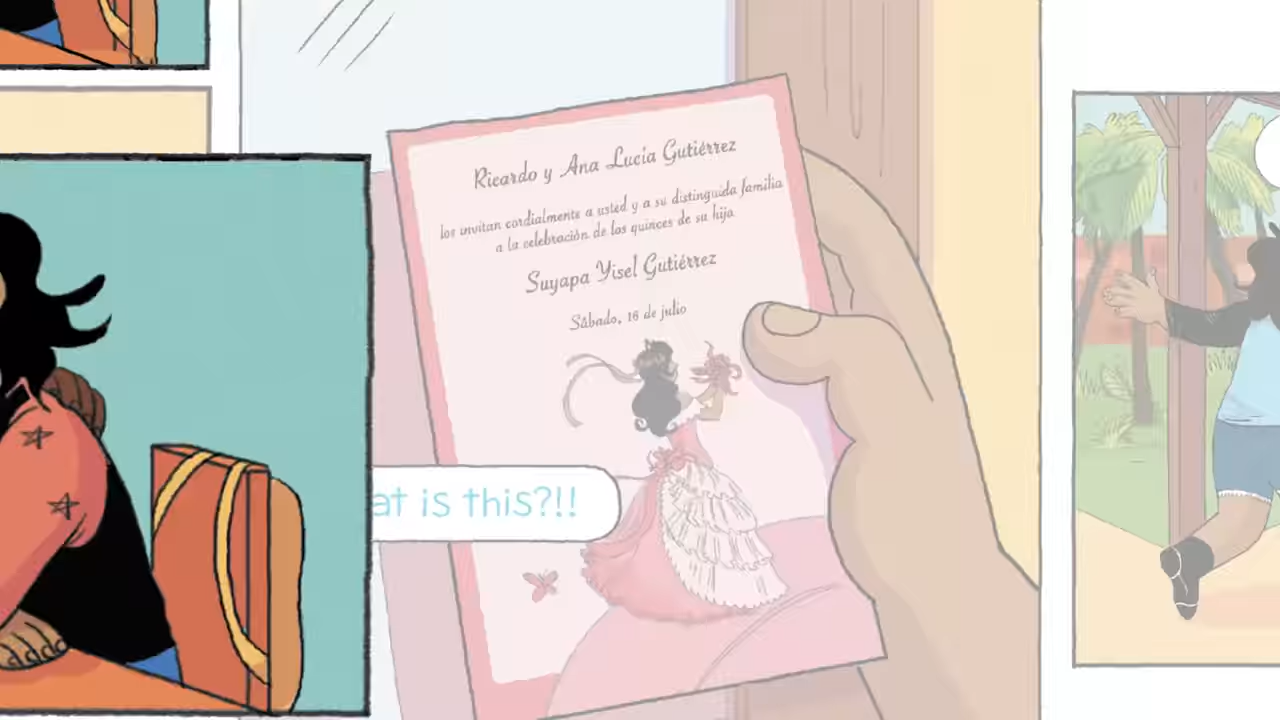 Ricardo y Ana Lucía Gutiérrez
los invitan cordialmente a usted y a su distinguida familia
a la celebración de los quinces de su hija
Suyapa Yisel Gutiérrez
Sábado, 16 de julio
at is this?!!